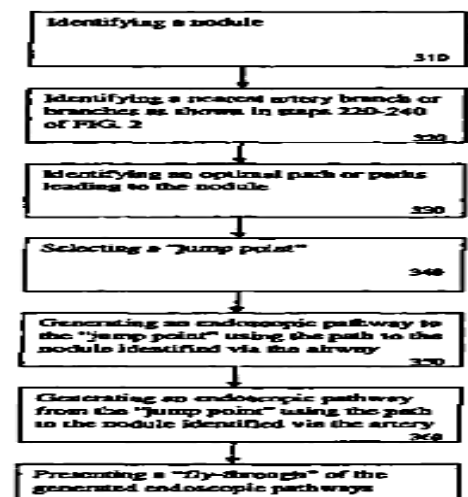 Identifying a nodule
310
Identifying a nearest artery branch or
branches as shown in steps 220-240
of FIG. 2
320
Identifying an optimal path or paths
leading to the nodule
330
Selecting a "jump point"
340
Generating an endoscopic pathway to
the "jump point" using the path to the
nodule identified via the airway
350
Generating an endoscopic pathway
from the "jump point" using the path
to the nodule identified via the artery
360
Presenting a "fly-through" of the
generated endoscopic pathways